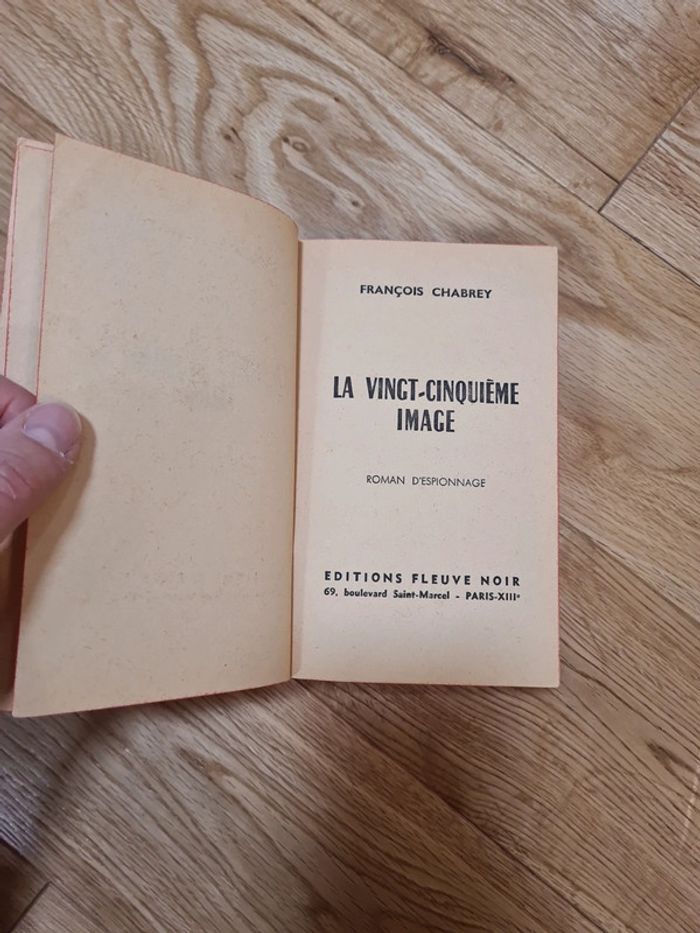 FRANÇOIS CHABREY
LA VINGT-CINQUIÈME
IMAGE
ROMAN D'ESPIONNAGE
EDITIONS FLEUVE NOIR
69, boulevard Saint-Marcel - PARIS-XIIIᵉ